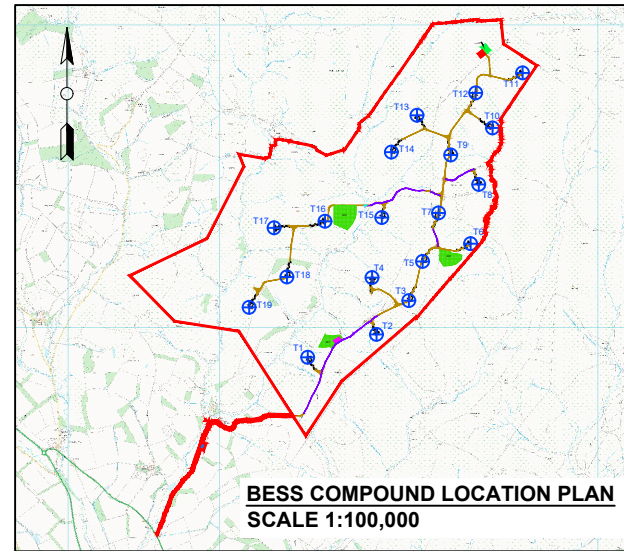 T11
T12
T13
T10
T14
T9
T8
T16
T15
T7
T17
T6
T5
T4
T18
T3
T19
T2
T1
BESS COMPOUND LOCATION PLAN
SCALE 1:100,000